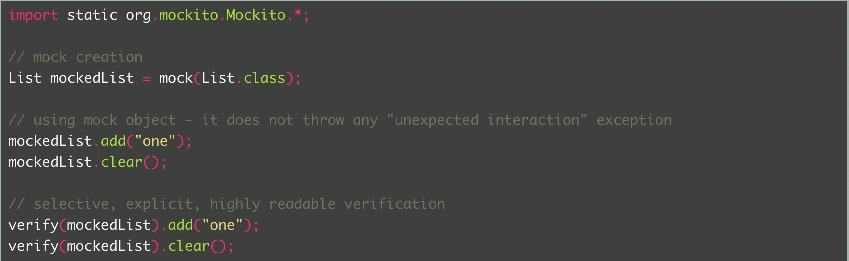 import static org.mockito.Mockito.*;
// mock creation
List mockedList = mock(List.class);
// using mock object - it does not throw any "unexpected interaction" exception
mockedList.add("one");
mockedList.clear();
// selective, explicit, highly readable verification
verify(mockedList).add("one");
verify(mockedList).clear();